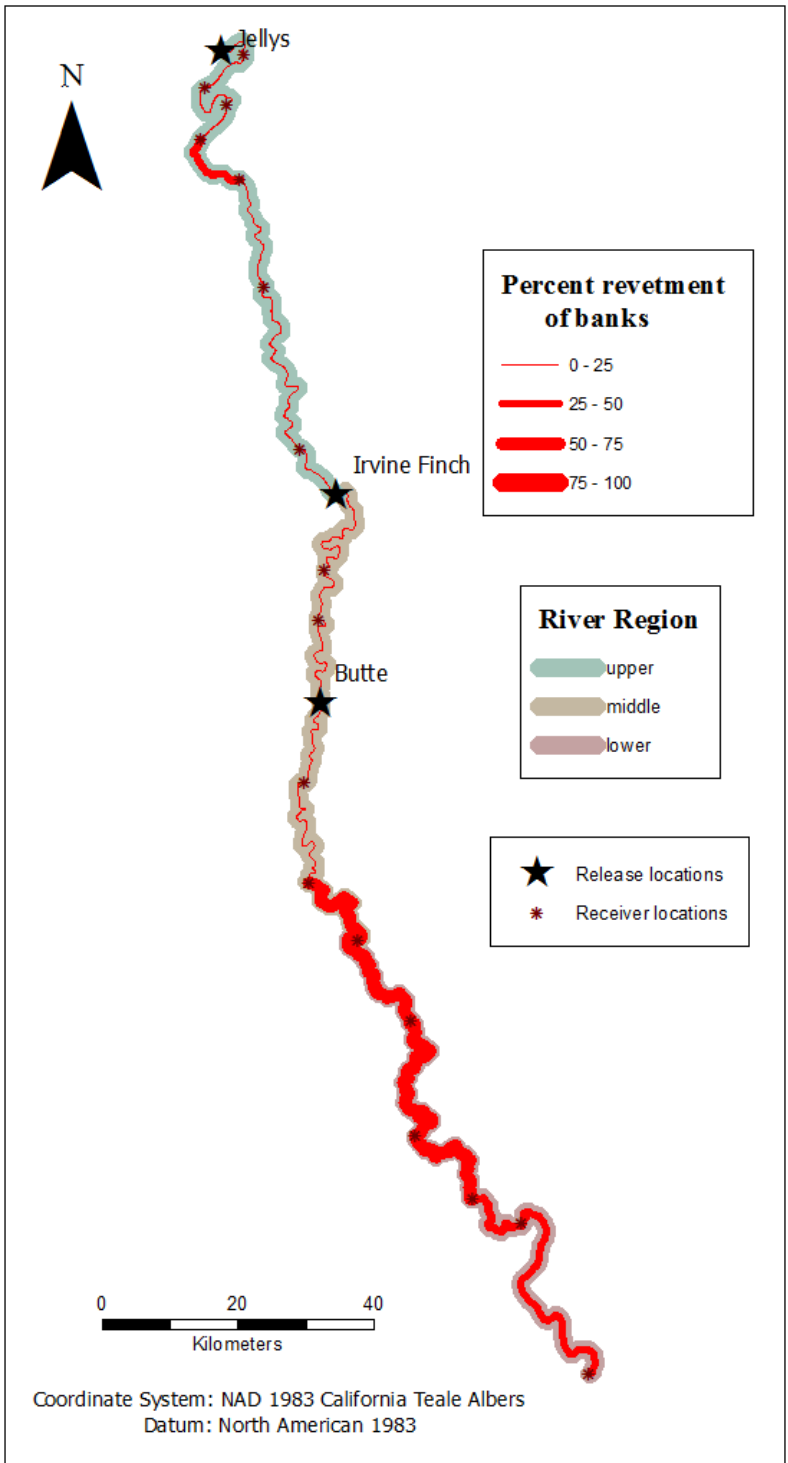 Jellys
N
Percent revetment
of banks
0 - 25
25 - 50
50 - 75
75 - 100
Irvine Finch
River Region
upper
middle
lower
Butte
Release locations
Receiver locations
0 20 40
Kilometers
Coordinate System: NAD 1983 California Teale Albers
Datum: North American 1983